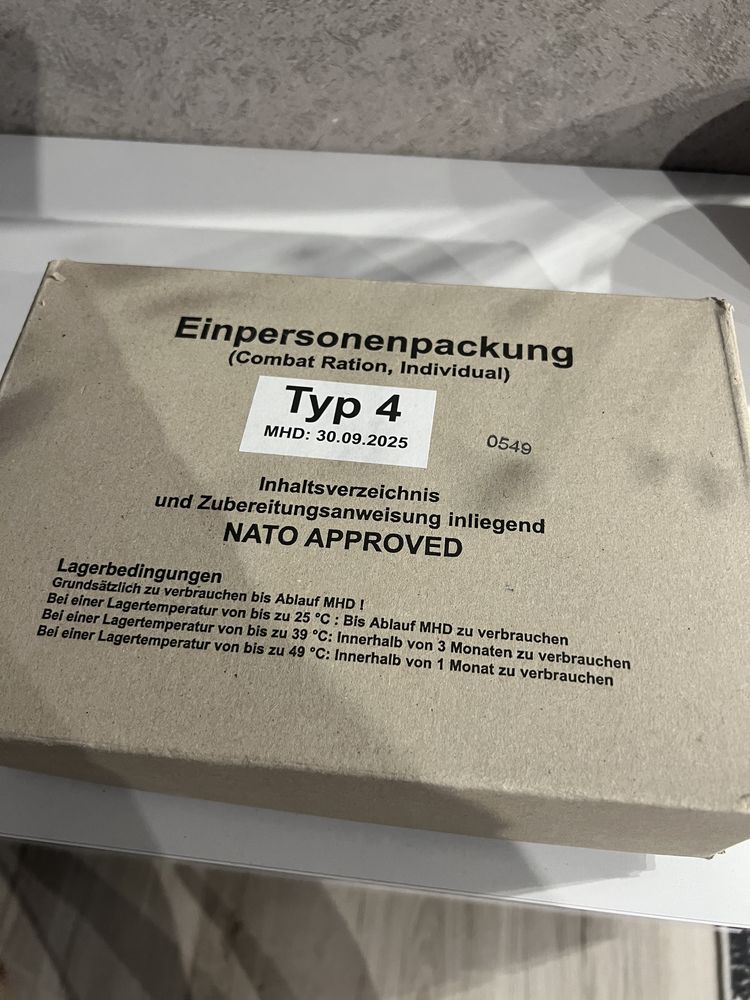 Einpersonenpackung
(Combat Ration, Individual)
Typ 4
MHD: 30.09.2025
0549
Inhaltsverzeichnis
und Zubereitungsanweisung inliegend
NATO APPROVED
Lagerbedingungen
Grundsätzlich zu verbrauchen bis Ablauf MHD !
Bei einer Lagertemperatur von bis zu 25 °C : Bis Ablauf MHD zu verbrauchen
Bei einer Lagertemperatur von bis zu 39 °C: Innerhalb von 3 Monaten zu verbrauchen
Bei einer Lagertemperatur von bis zu 49 °C: Innerhalb von 1 Monat zu verbrauchen